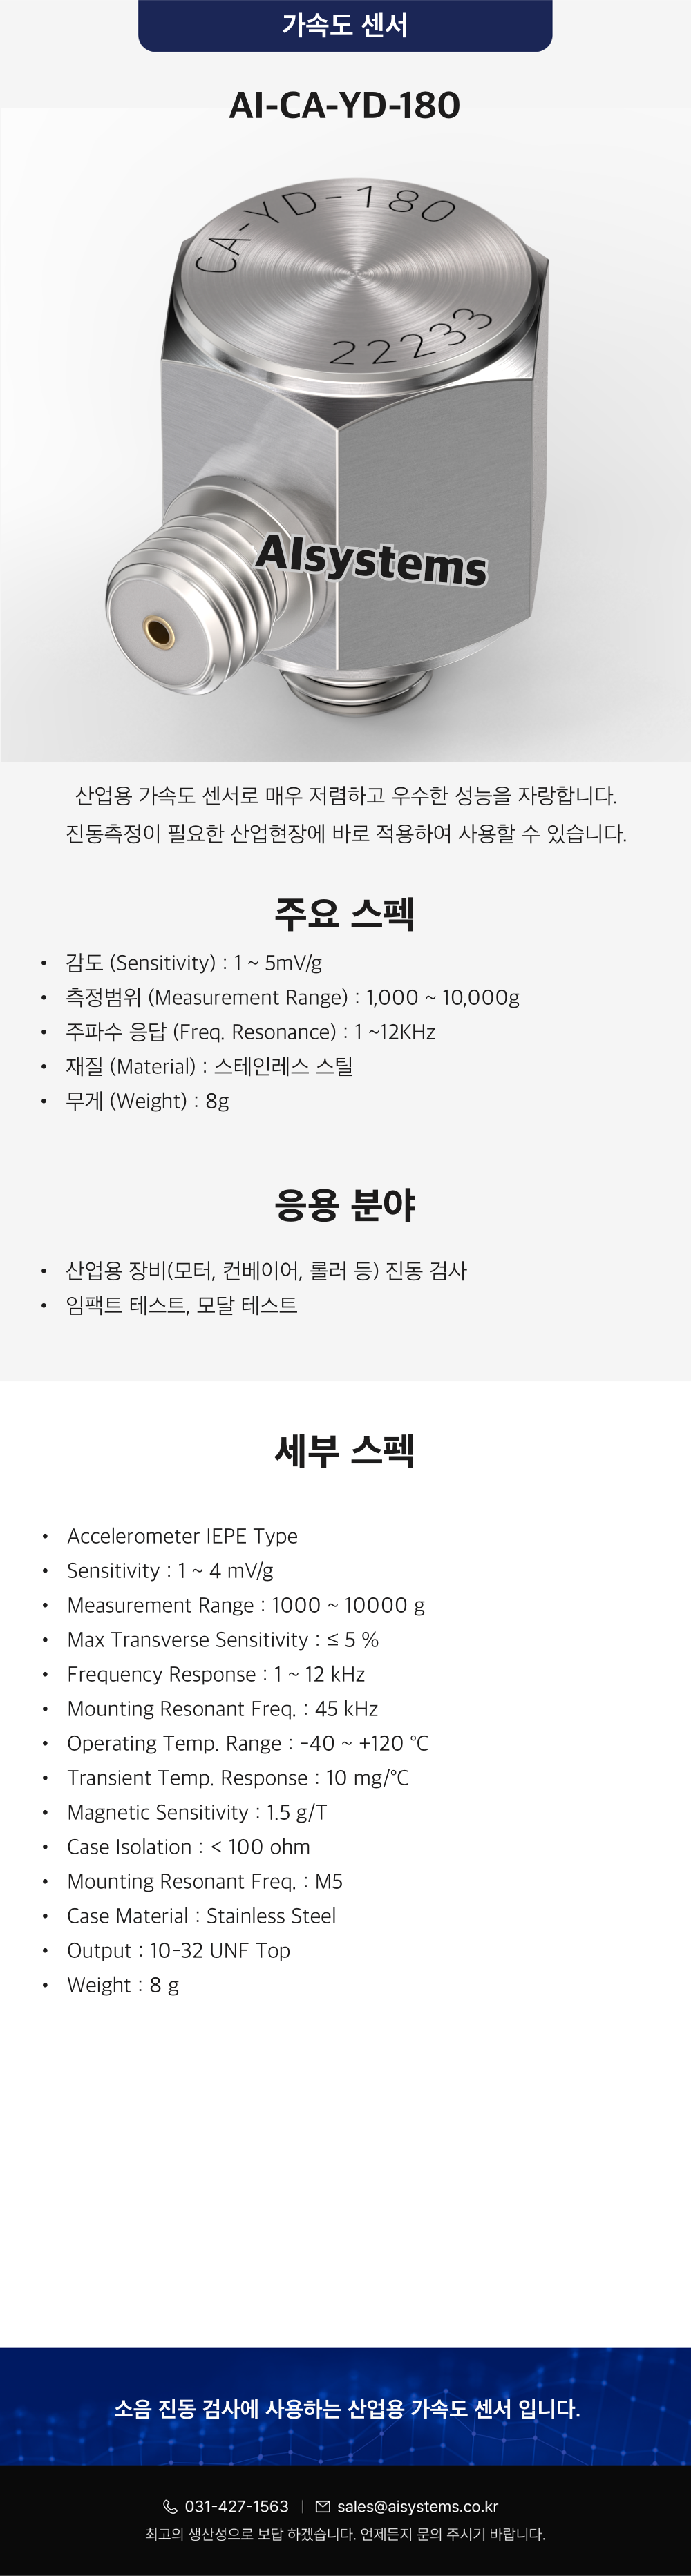 가속도 센서
AI-CA-YD-180
CA-YD-180
22233
AIsystems
산업용 가속도 센서로 매우 저렴하고 우수한 성능을 자랑합니다.
진동측정이 필요한 산업현장에 바로 적용하여 사용할 수 있습니다.
주요 스펙
• 감도 (Sensitivity) : 1 ~ 5mV/g
• 측정범위 (Measurement Range) : 1,000 ~ 10,000g
• 주파수 응답 (Freq. Resonance) : 1 ~12KHz
• 재질 (Material) : 스테인레스 스틸
• 무게 (Weight) : 8g
응용 분야
• 산업용 장비(모터, 컨베이어, 롤러 등) 진동 검사
• 임팩트 테스트, 모달 테스트
세부 스펙
• Accelerometer IEPE Type
• Sensitivity : 1 ~ 4 mV/g
• Measurement Range : 1000 ~ 10000 g
• Max Transverse Sensitivity : ≤ 5 %
• Frequency Response : 1 ~ 12 kHz
• Mounting Resonant Freq. : 45 kHz
• Operating Temp. Range : -40 ~ +120 ℃
• Transient Temp. Response : 10 mg/℃
• Magnetic Sensitivity : 1.5 g/T
• Case Isolation : < 100 ohm
• Mounting Resonant Freq. : M5
• Case Material : Stainless Steel
• Output : 10-32 UNF Top
• Weight : 8 g
소음 진동 검사에 사용하는 산업용 가속도 센서 입니다.
031-427-1563 | sales@aisystems.co.kr
최고의 생산성으로 보답 하겠습니다. 언제든지 문의 주시기 바랍니다.